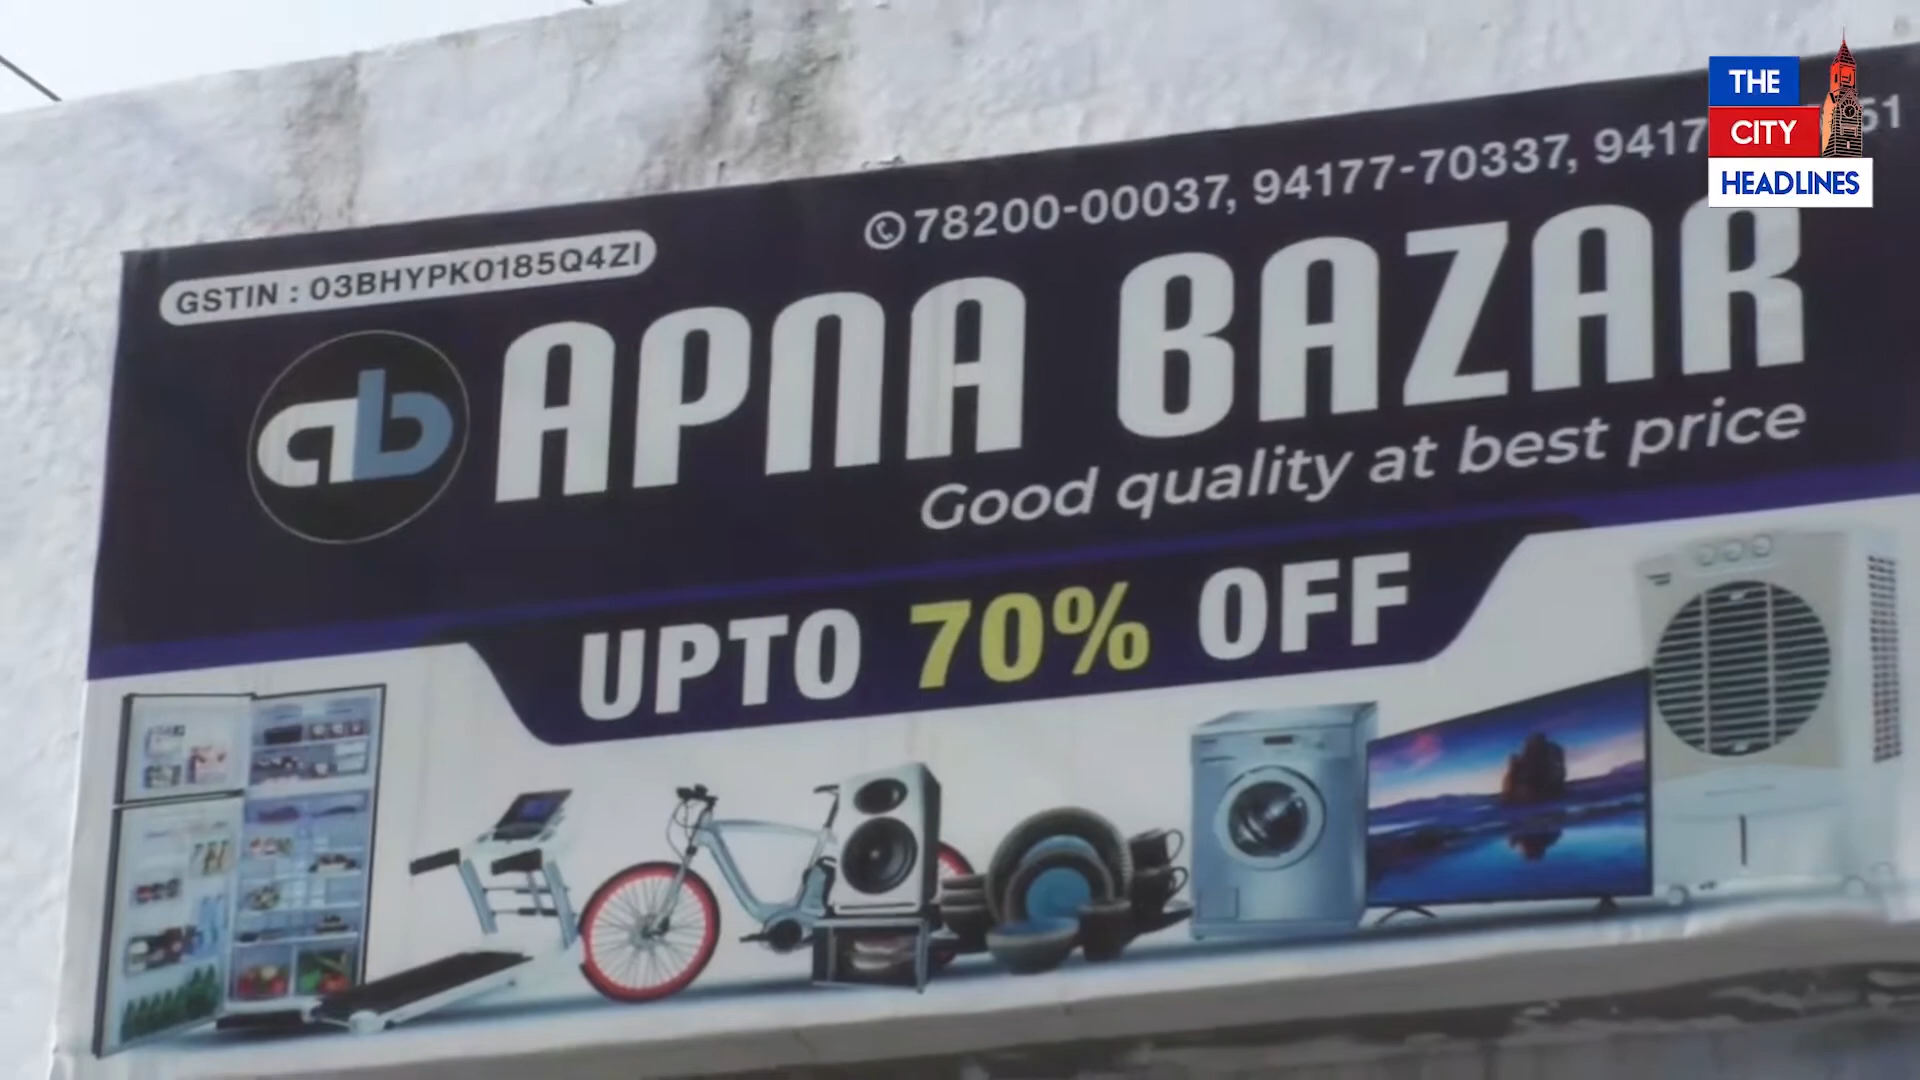 THE
CITY
HEADLINES
78200-00037, 94177-70337,
GSTIN : 03BHYPK0185Q4ZI
ab APNA BAZAR
Good quality at best price
UPTO 70% OFF